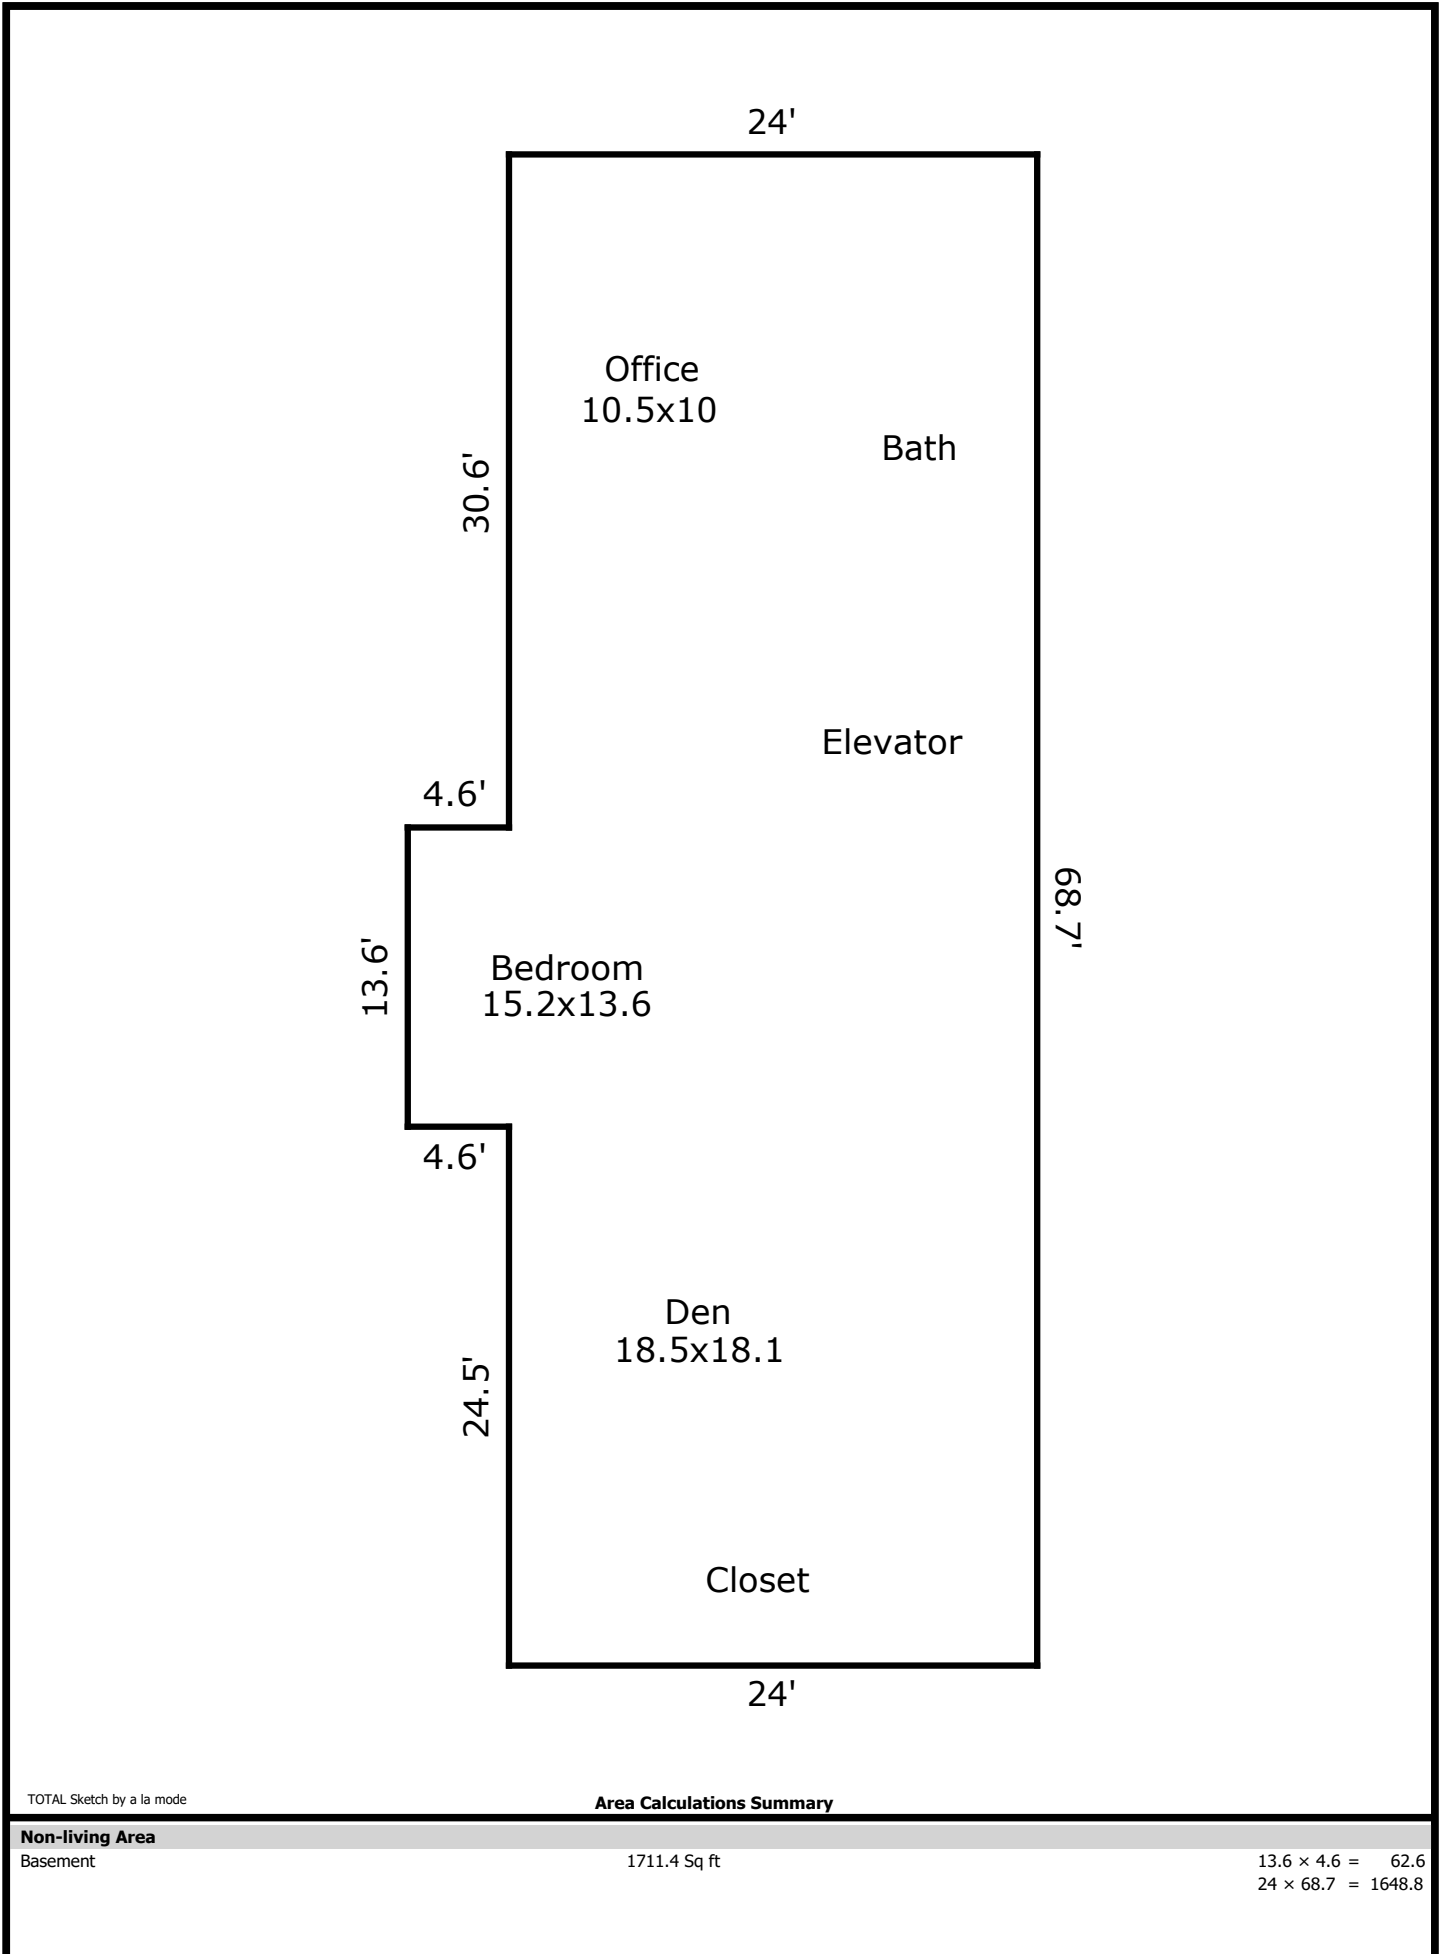 24'
Office
10.5x10
Bath
30.6'
Elevator
4.6'
68.7'
13.6'
Bedroom
15.2x13.6
4.6'
Den
18.5x18.1
24.5'
Closet
24'
TOTAL Sketch by a la mode
Area Calculations Summary
Non-living Area
Basement 1711.4 Sq ft 13.6 × 4.6 = 62.6
24 × 68.7 = 1648.8